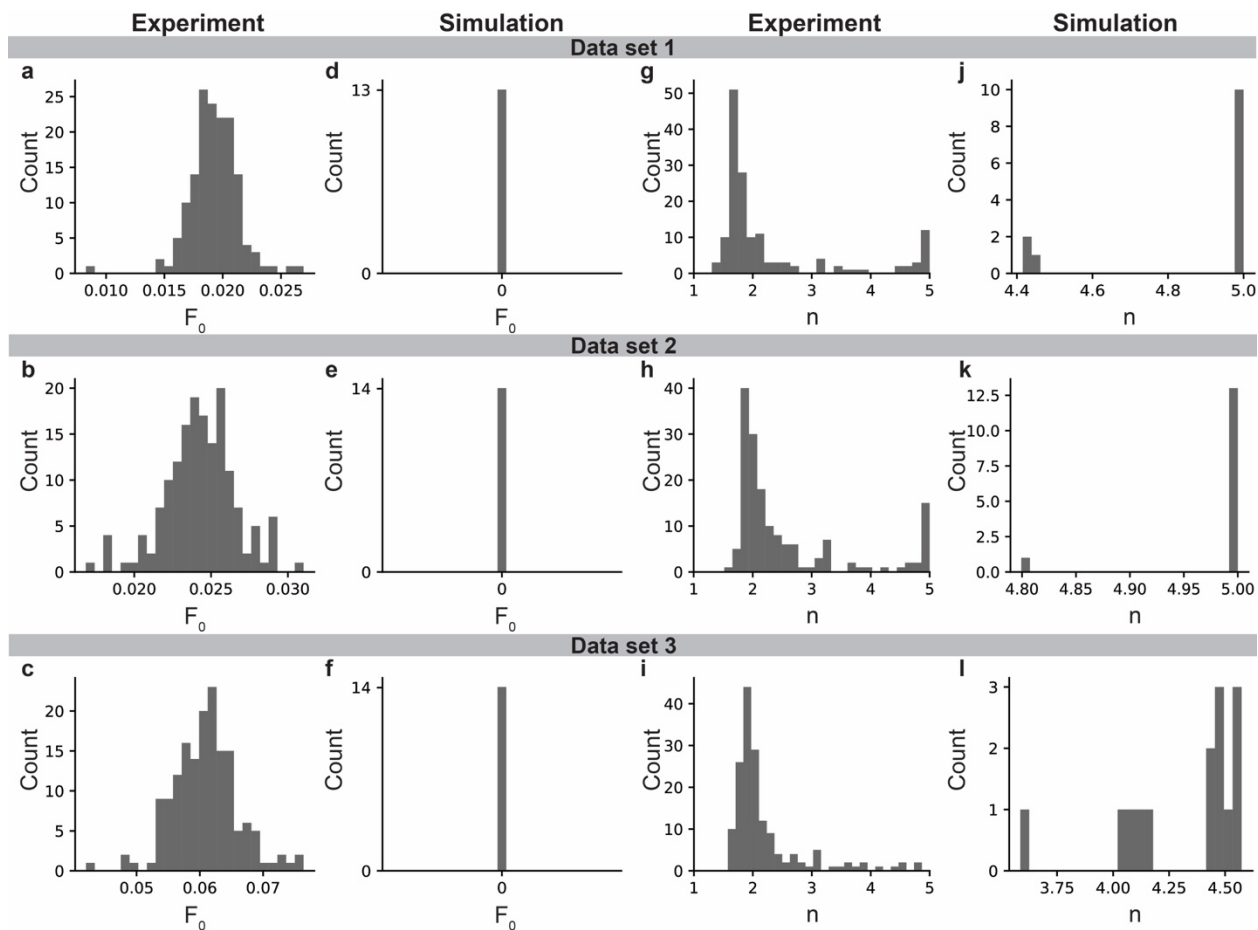 Experiment Simulation Experiment Simulation
Data set 1
a d g j
Count
25
20
15
10
5
0
0.010 0.015 0.020 0.025
F0
Count
13
0
0
F0
Count
50
40
30
20
10
0
1 2 3 4 5
n
Count
10
8
6
4
2
0
4.4 4.6 4.8 5.0
n
Data set 2
b e h k
Count
20
15
10
5
0
0.020 0.025 0.030
F0
Count
14
0
0
F0
Count
40
30
20
10
0
1 2 3 4 5
n
Count
12.5
10.0
7.5
5.0
2.5
0.0
4.80 4.85 4.90 4.95 5.00
n
Data set 3
c f i l
Count
20
15
10
5
0
0.05 0.06 0.07
F0
Count
14
0
0
F0
Count
40
30
20
10
0
1 2 3 4 5
n
Count
3
2
1
0
3.75 4.00 4.25 4.50
n